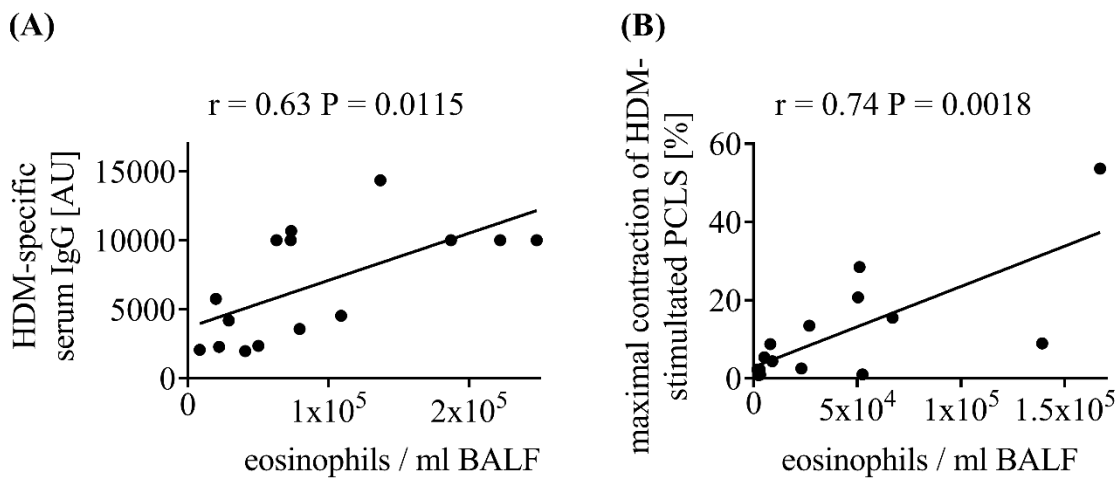 (A)
r = 0.63 P = 0.0115
HDM-specific
serum IgG [AU]
15000
10000
5000
0
0
1x10⁵
2x10⁵
eosinophils / ml BALF
(B)
r = 0.74 P = 0.0018
maximal contraction of HDM-
stimultated PCLS [%]
60
40
20
0
0
5x10⁴
1x10⁵
1.5x10⁵
eosinophils / ml BALF